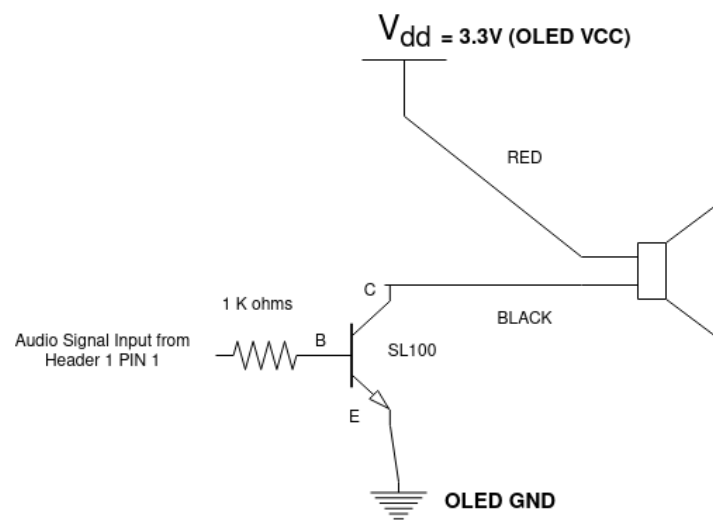 Vdd = 3.3V (OLED VCC)
RED
C
1 K ohms
BLACK
Audio Signal Input from
Header 1 PIN 1
B
SL100
E
OLED GND